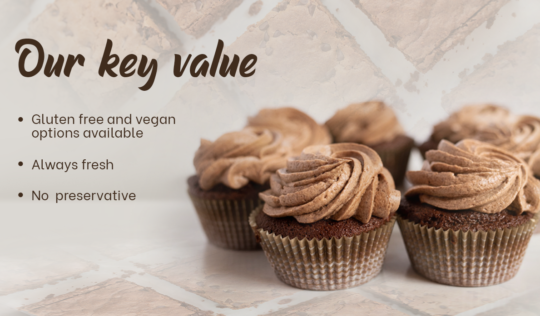 Our key value
• Gluten free and vegan
options available
• Always fresh
• No preservative